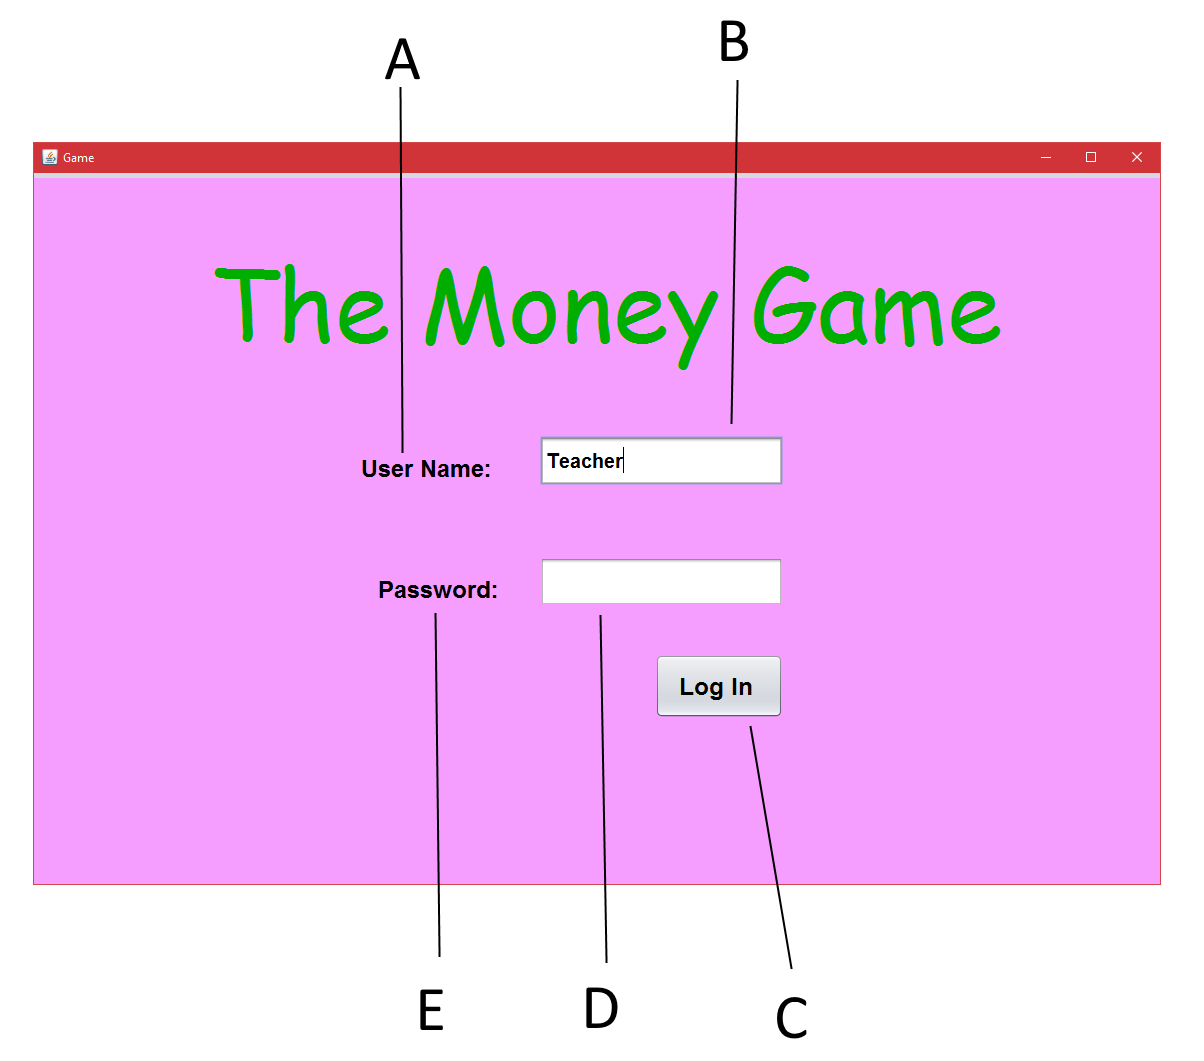 A
B
Game
The Money Game
User Name:
Teacher
Password:
Log In
E
D
C